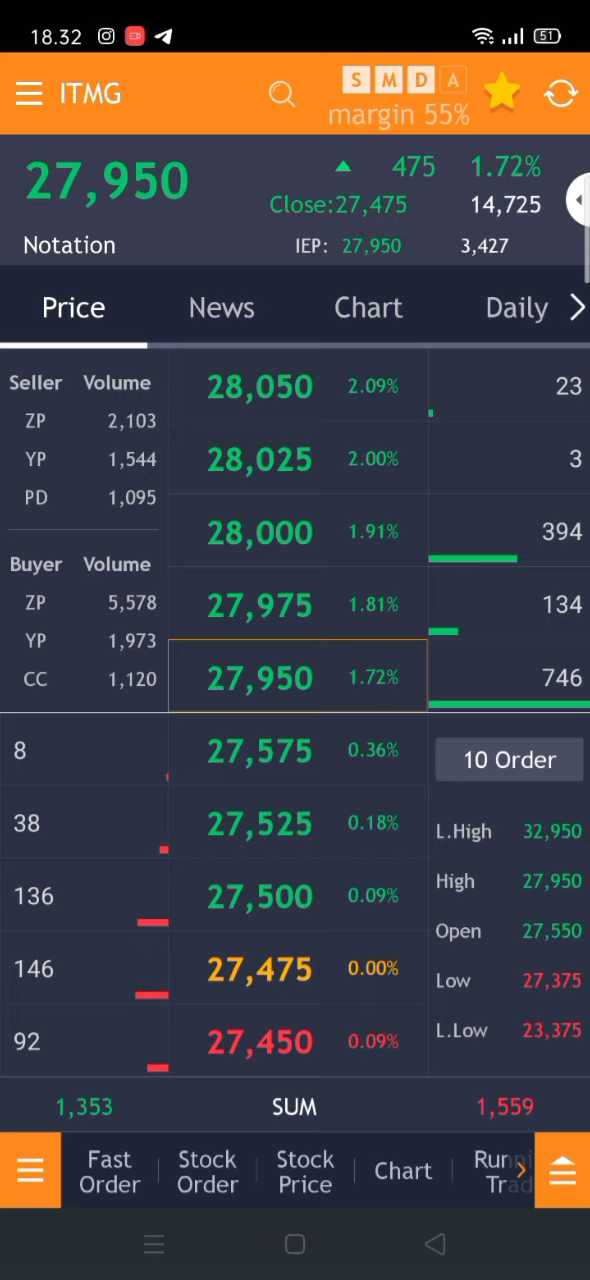 18.32 51
ITMG S M D A
margin 55%
27,950 ▲ 475 1.72%
Close:27,475 14,725
Notation IEP: 27,950 3,427
Price News Chart Daily
Seller Volume 28,050 2.09% 23
ZP 2,103
YP 1,544 28,025 2.00% 3
PD 1,095
28,000 1.91% 394
Buyer Volume
ZP 5,578 27,975 1.81% 134
YP 1,973
CC 1,120 27,950 1.72% 746
8 27,575 0.36% 10 Order
38 27,525 0.18% L.High 32,950
136 27,500 0.09% High 27,950
Open 27,550
146 27,475 0.00% Low 27,375
92 27,450 0.09% L.Low 23,375
1,353 SUM 1,559
Fast Order Stock Order Stock Price Chart Running Trad